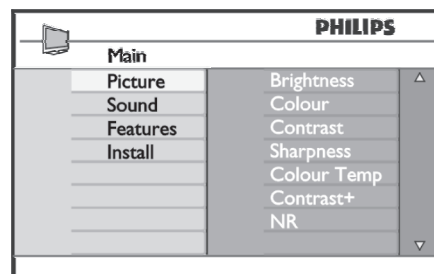 PHILIPS
Main
Picture
Sound
Features
Install
Brightness
Colour
Contrast
Sharpness
Colour Temp
Contrast+
NR